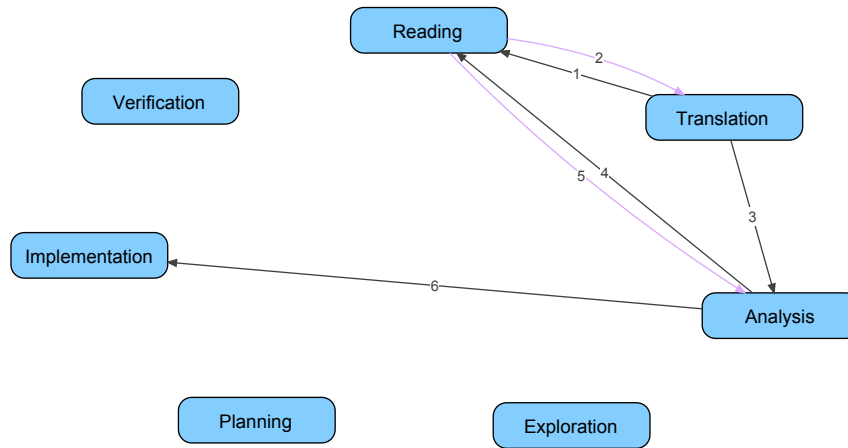 Reading
2
1
Verification
Translation
4
5
3
Implementation
6
Analysis
Planning
Exploration